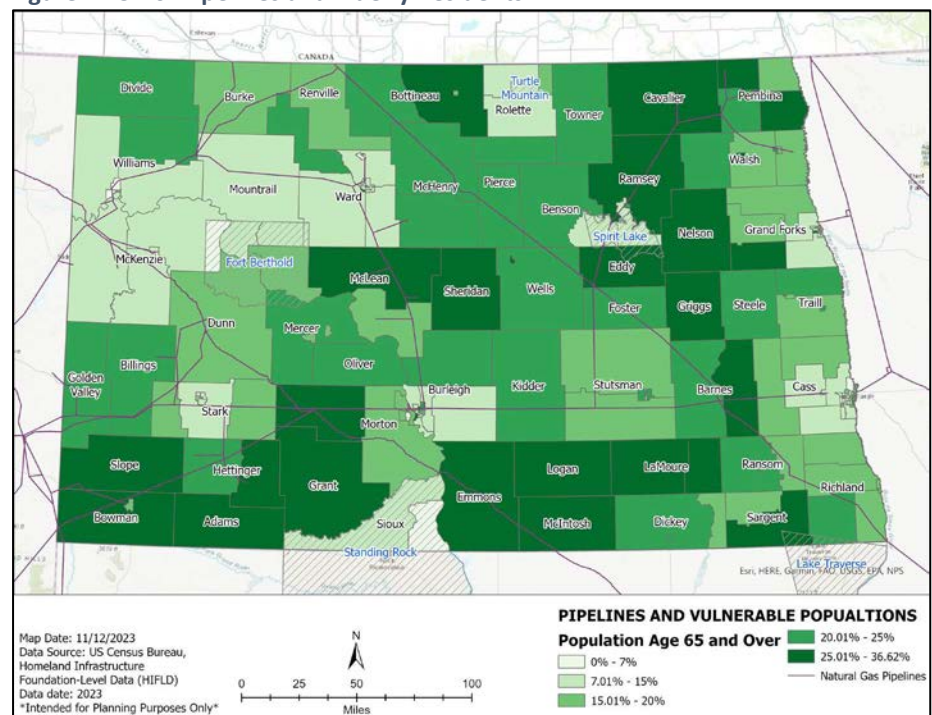 CANADA
Divide
Burke
Renville
Bottineau
Turtle
Mountain
Rolette
Towner
Cavalier
Pembina
Williams
Mountrail
Ward
McHenry
Pierce
Benson
Ramsey
Walsh
Spirit Lake
Nelson
Grand Forks
McKenzie
Fort Berthold
McLean
Sheridan
Wells
Eddy
Foster
Griggs
Steele
Traill
Dunn
Mercer
Oliver
Golden
Valley
Billings
Stark
Morton
Burleigh
Kidder
Stutsman
Barnes
Cass
Slope
Hettinger
Grant
Emmons
Logan
LaMoure
Ransom
Richland
Bowman
Adams
Sioux
Standing Rock
McIntosh
Dickey
Sargent
Lake Traverse
Esri, HERE, Garmin, FAO, USGS, EPA, NPS
Map Date: 11/12/2023
Data Source: US Census Bureau,
Homeland Infrastructure
Foundation-Level Data (HIFLD)
Data date: 2023
*Intended for Planning Purposes Only*
N
0 25 50 100
Miles
PIPELINES AND VULNERABLE POPUALTIONS
Population Age 65 and Over
0% - 7%
7.01% - 15%
15.01% - 20%
20.01% - 25%
25.01% - 36.62%
Natural Gas Pipelines